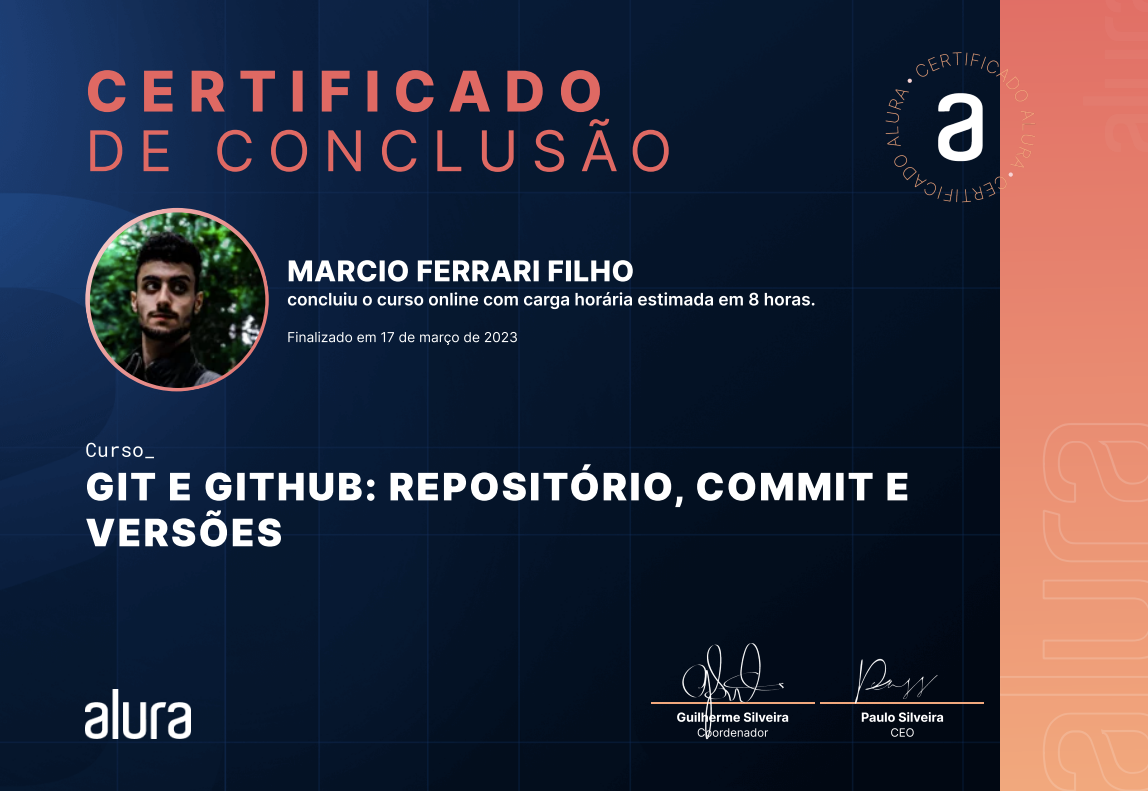 CERTIFICADO
DE CONCLUSÃO
CERTIFICADO ALURA • CERTIFICADO ALURA •
a
MARCIO FERRARI FILHO
concluiu o curso online com carga horária estimada em 8 horas.
Finalizado em 17 de março de 2023
Curso_
GIT E GITHUB: REPOSITÓRIO, COMMIT E
VERSÕES
alura
Guilherme Silveira
Coordenador
Paulo Silveira
CEO
alura
alura